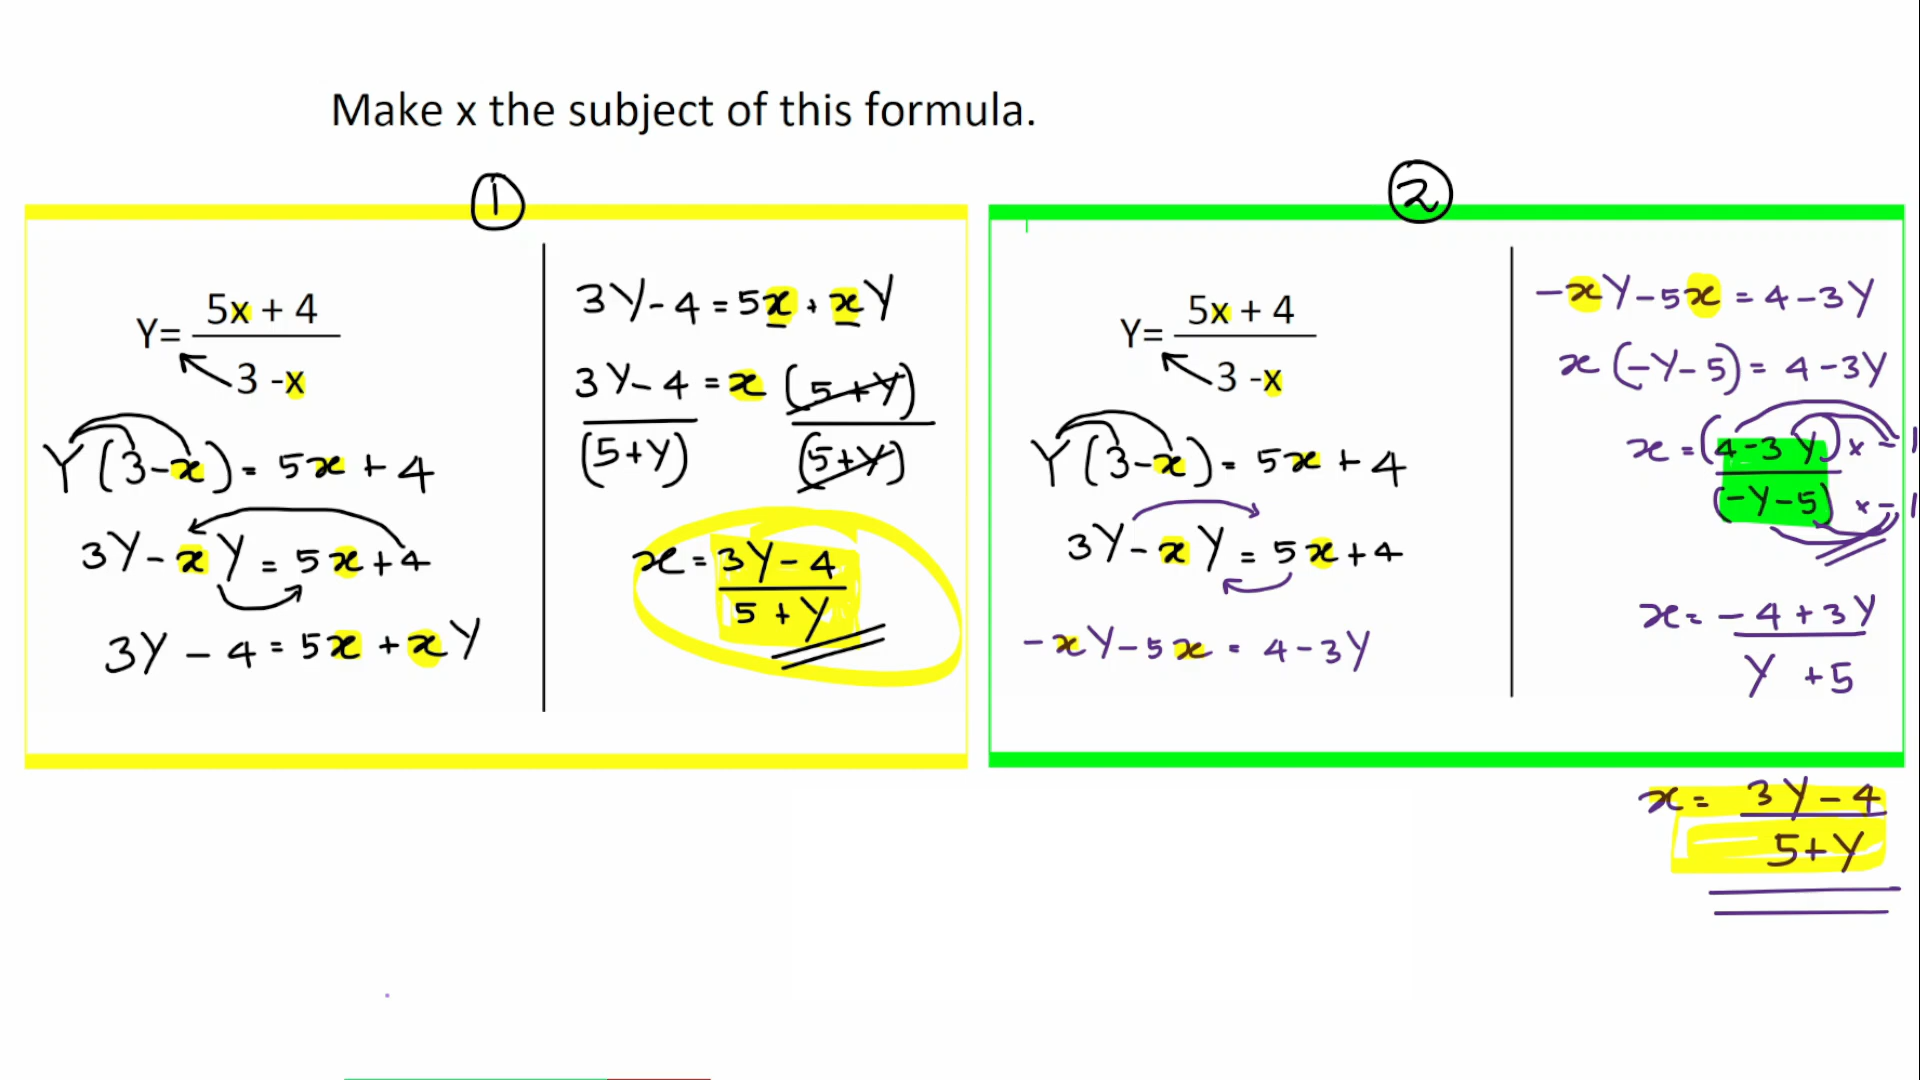 Make x the subject of this formula.
①
Y= 5x + 4
3 -x
Y(3-x) = 5x + 4
3Y - xY = 5x + 4
3Y - 4 = 5x + xY
3Y - 4 = 5x + xY
3Y - 4 = x (5 + Y)
(5+Y) (5+Y)
x = 3Y - 4
5 + Y
②
Y= 5x + 4
3 -x
Y(3-x) = 5x + 4
3Y - xY = 5x + 4
-xY - 5x = 4 - 3Y
-xY - 5x = 4 - 3Y
x (-Y - 5) = 4 - 3Y
x = (4 - 3Y) x - 1
(-Y - 5) x - 1
x = - 4 + 3Y
Y + 5
x = 3Y - 4
5 + Y